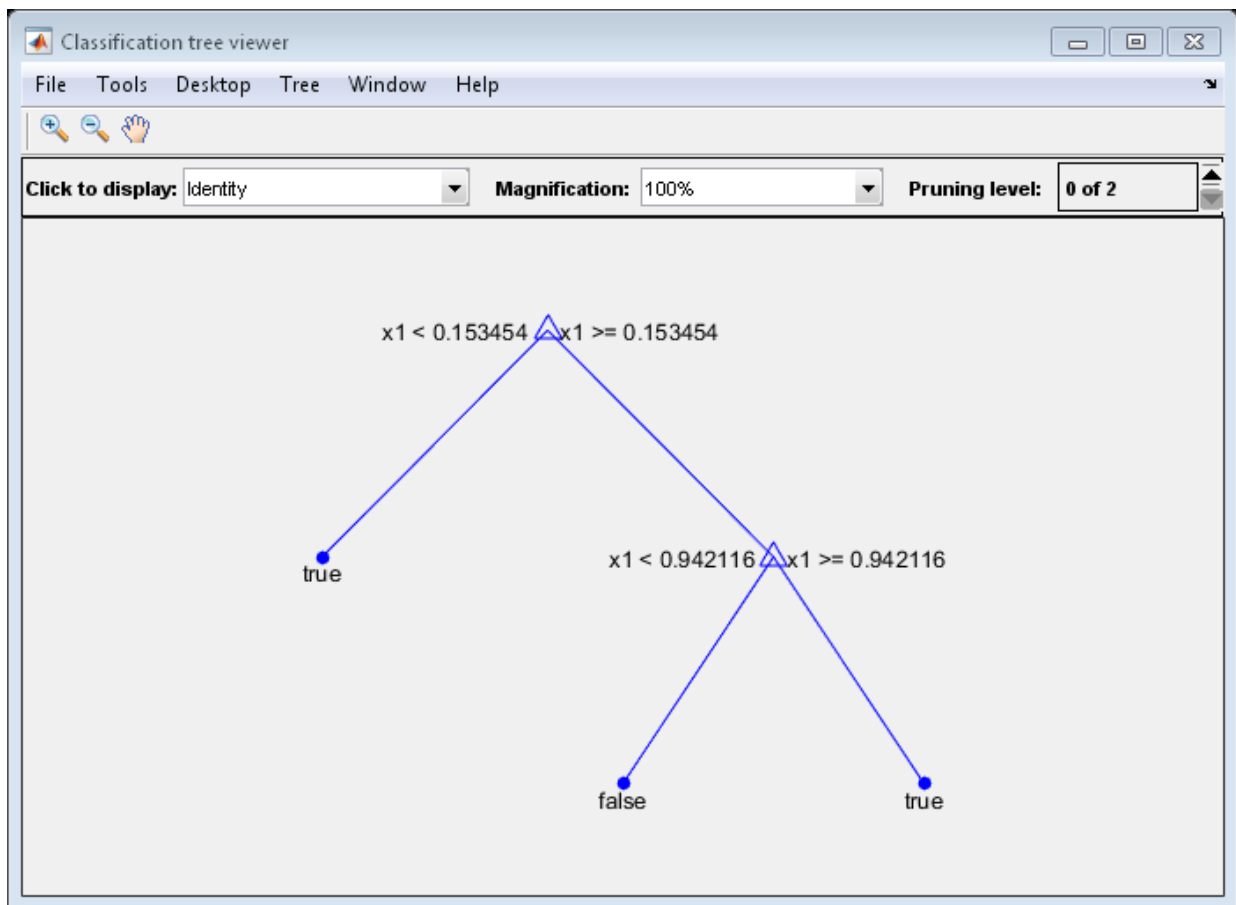 Classification tree viewer
File Tools Desktop Tree Window Help
Click to display: Identity Magnification: 100% Pruning level: 0 of 2
x1 < 0.153454 x1 >= 0.153454
true
x1 < 0.942116 x1 >= 0.942116
false
true